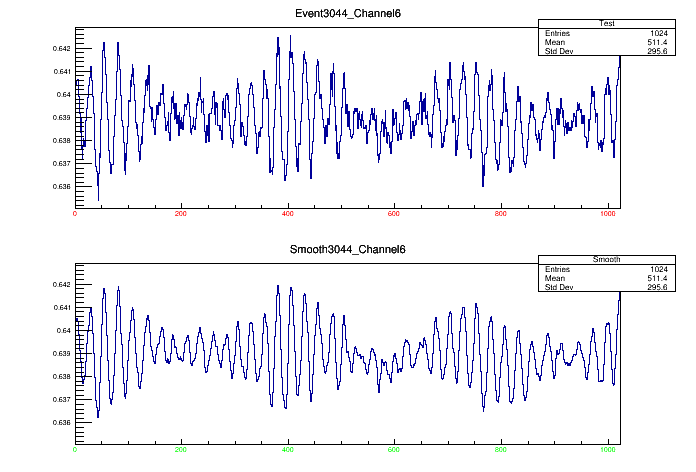 Event3044_Channel6
Test
Entries 1024
Mean 511.4
Std Dev 295.6
0.642
0.641
0.64
0.639
0.638
0.637
0.636
0 200 400 600 800 1000
Smooth3044_Channel6
Smooth
Entries 1024
Mean 511.4
Std Dev 295.6
0.642
0.641
0.64
0.639
0.638
0.637
0.636
0 200 400 600 800 1000